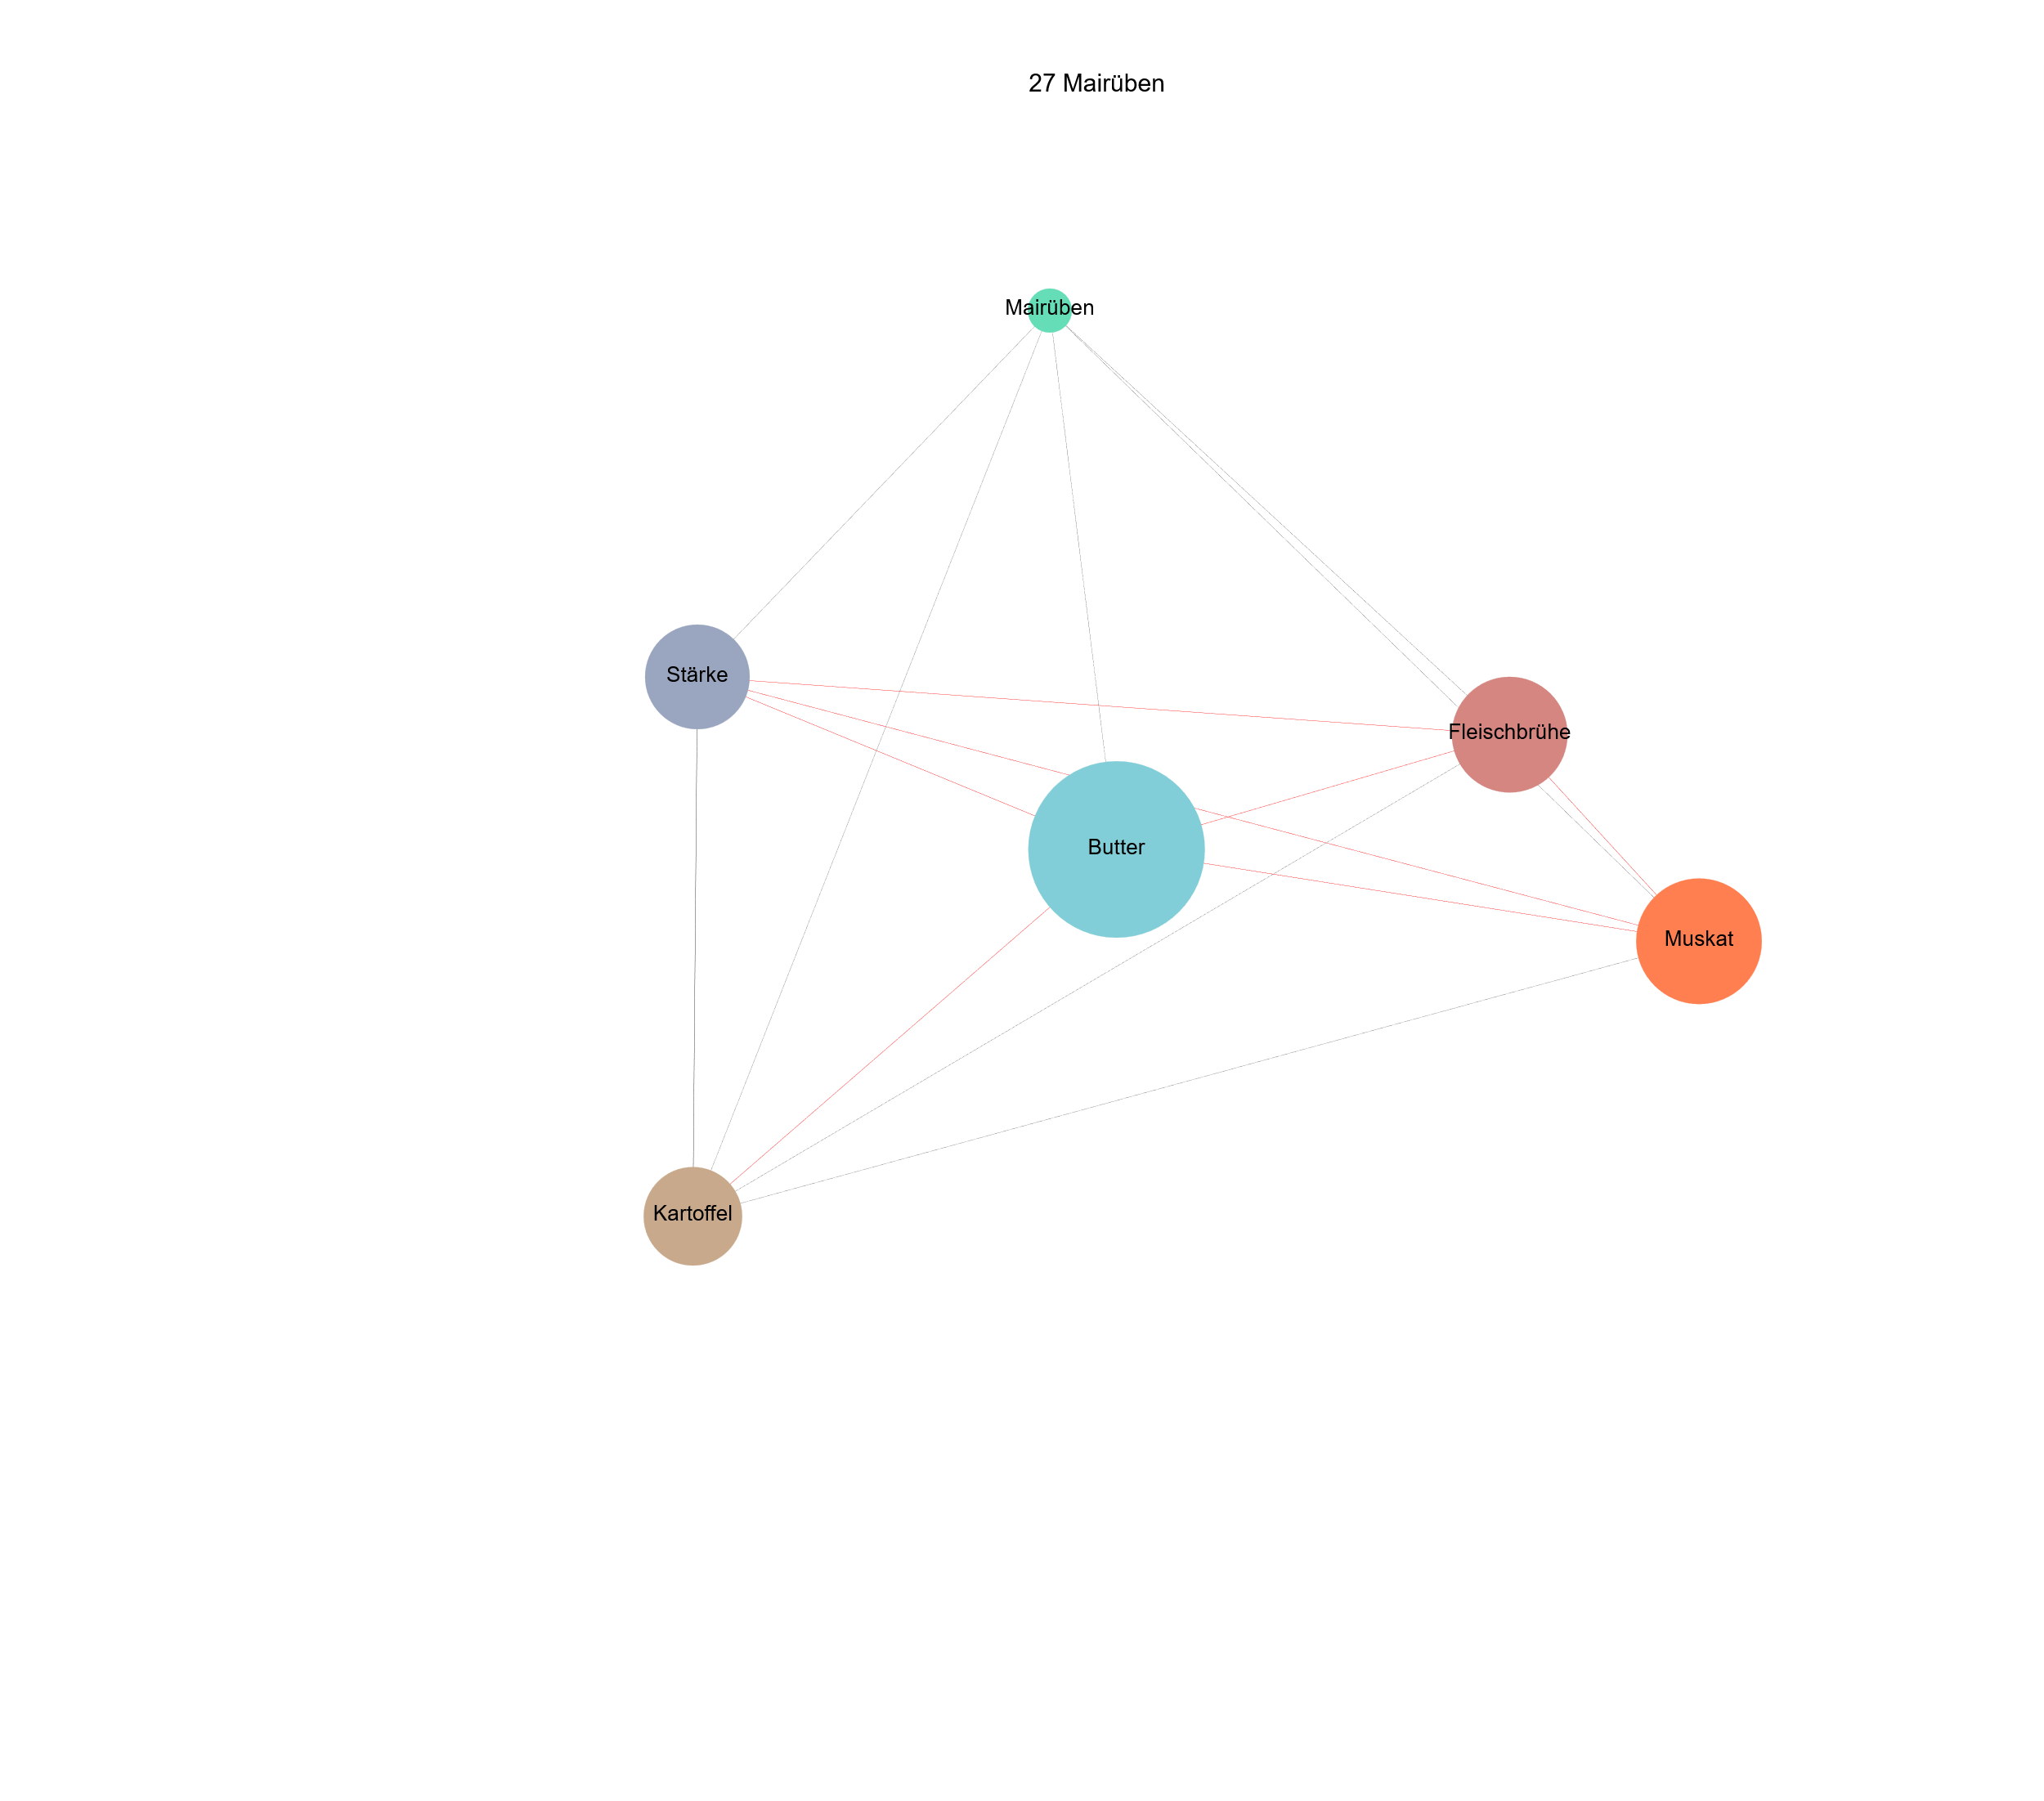 27 Mairüben
Mairüben
Stärke
Fleischbrühe
Butter
Muskat
Kartoffel